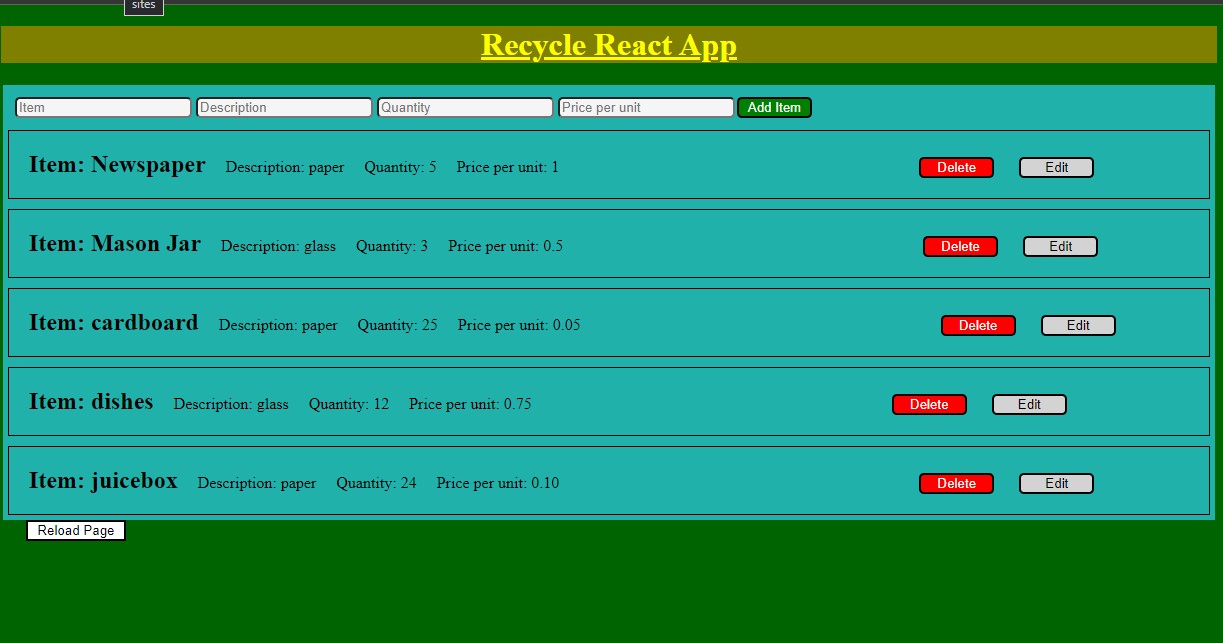 sites
Recycle React App
Item Description Quantity Price per unit Add Item
Item: Newspaper Description: paper Quantity: 5 Price per unit: 1 Delete Edit
Item: Mason Jar Description: glass Quantity: 3 Price per unit: 0.5 Delete Edit
Item: cardboard Description: paper Quantity: 25 Price per unit: 0.05 Delete Edit
Item: dishes Description: glass Quantity: 12 Price per unit: 0.75 Delete Edit
Item: juicebox Description: paper Quantity: 24 Price per unit: 0.10 Delete Edit
Reload Page